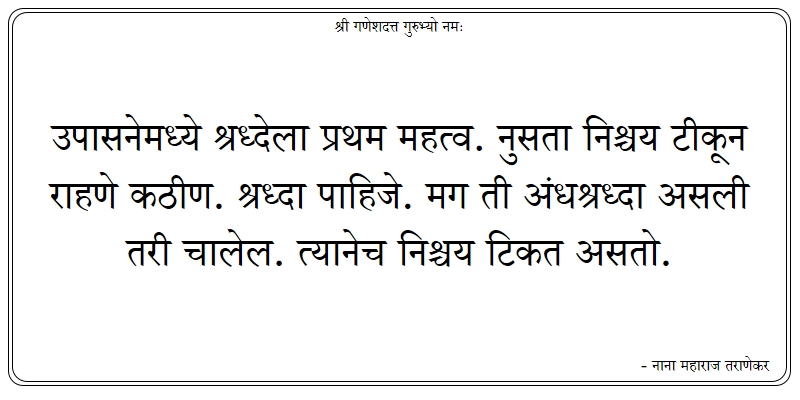 श्री गणेशदत्त गुरुभ्यो नमः
उपासनेमध्ये श्रध्देला प्रथम महत्व. नुसता निश्चय टीकून
राहणे कठीण. श्रध्दा पाहिजे. मग ती अंधश्रध्दा असली
तरी चालेल. त्यानेच निश्चय टिकत असतो.
- नाना महाराज तराणेकर